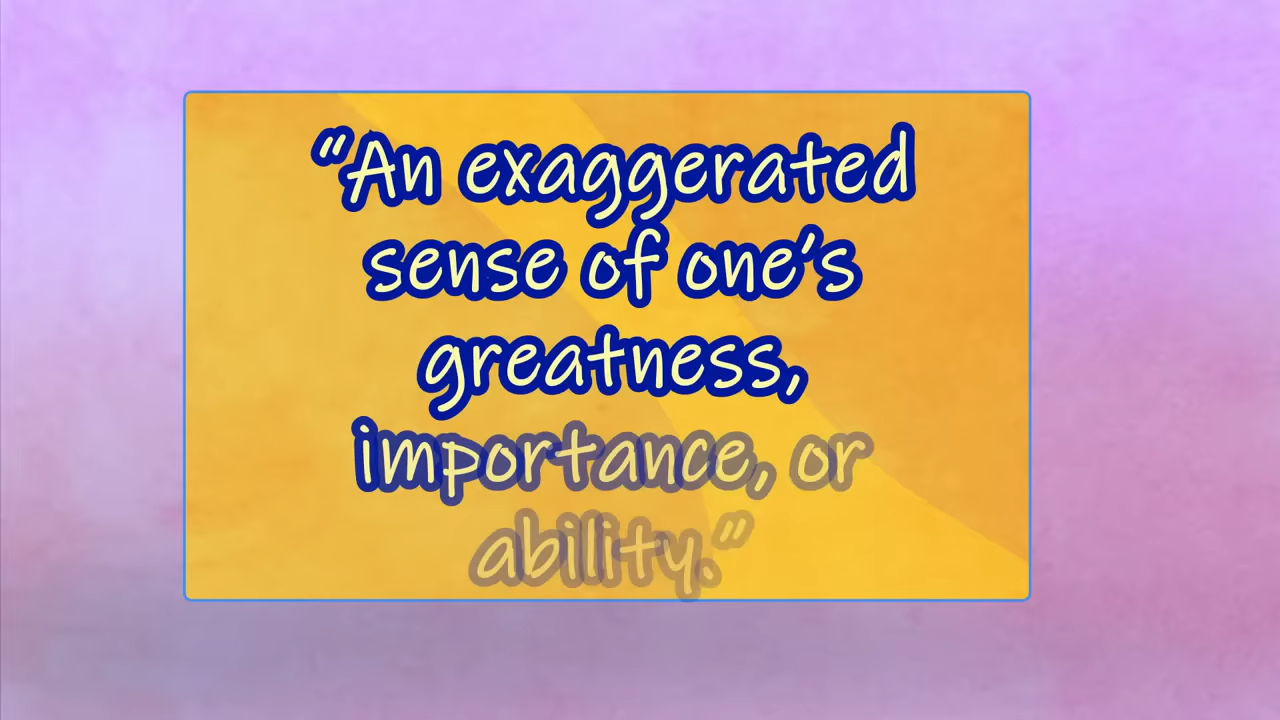 “An exaggerated
sense of one’s
greatness,
importance, or
ability.”